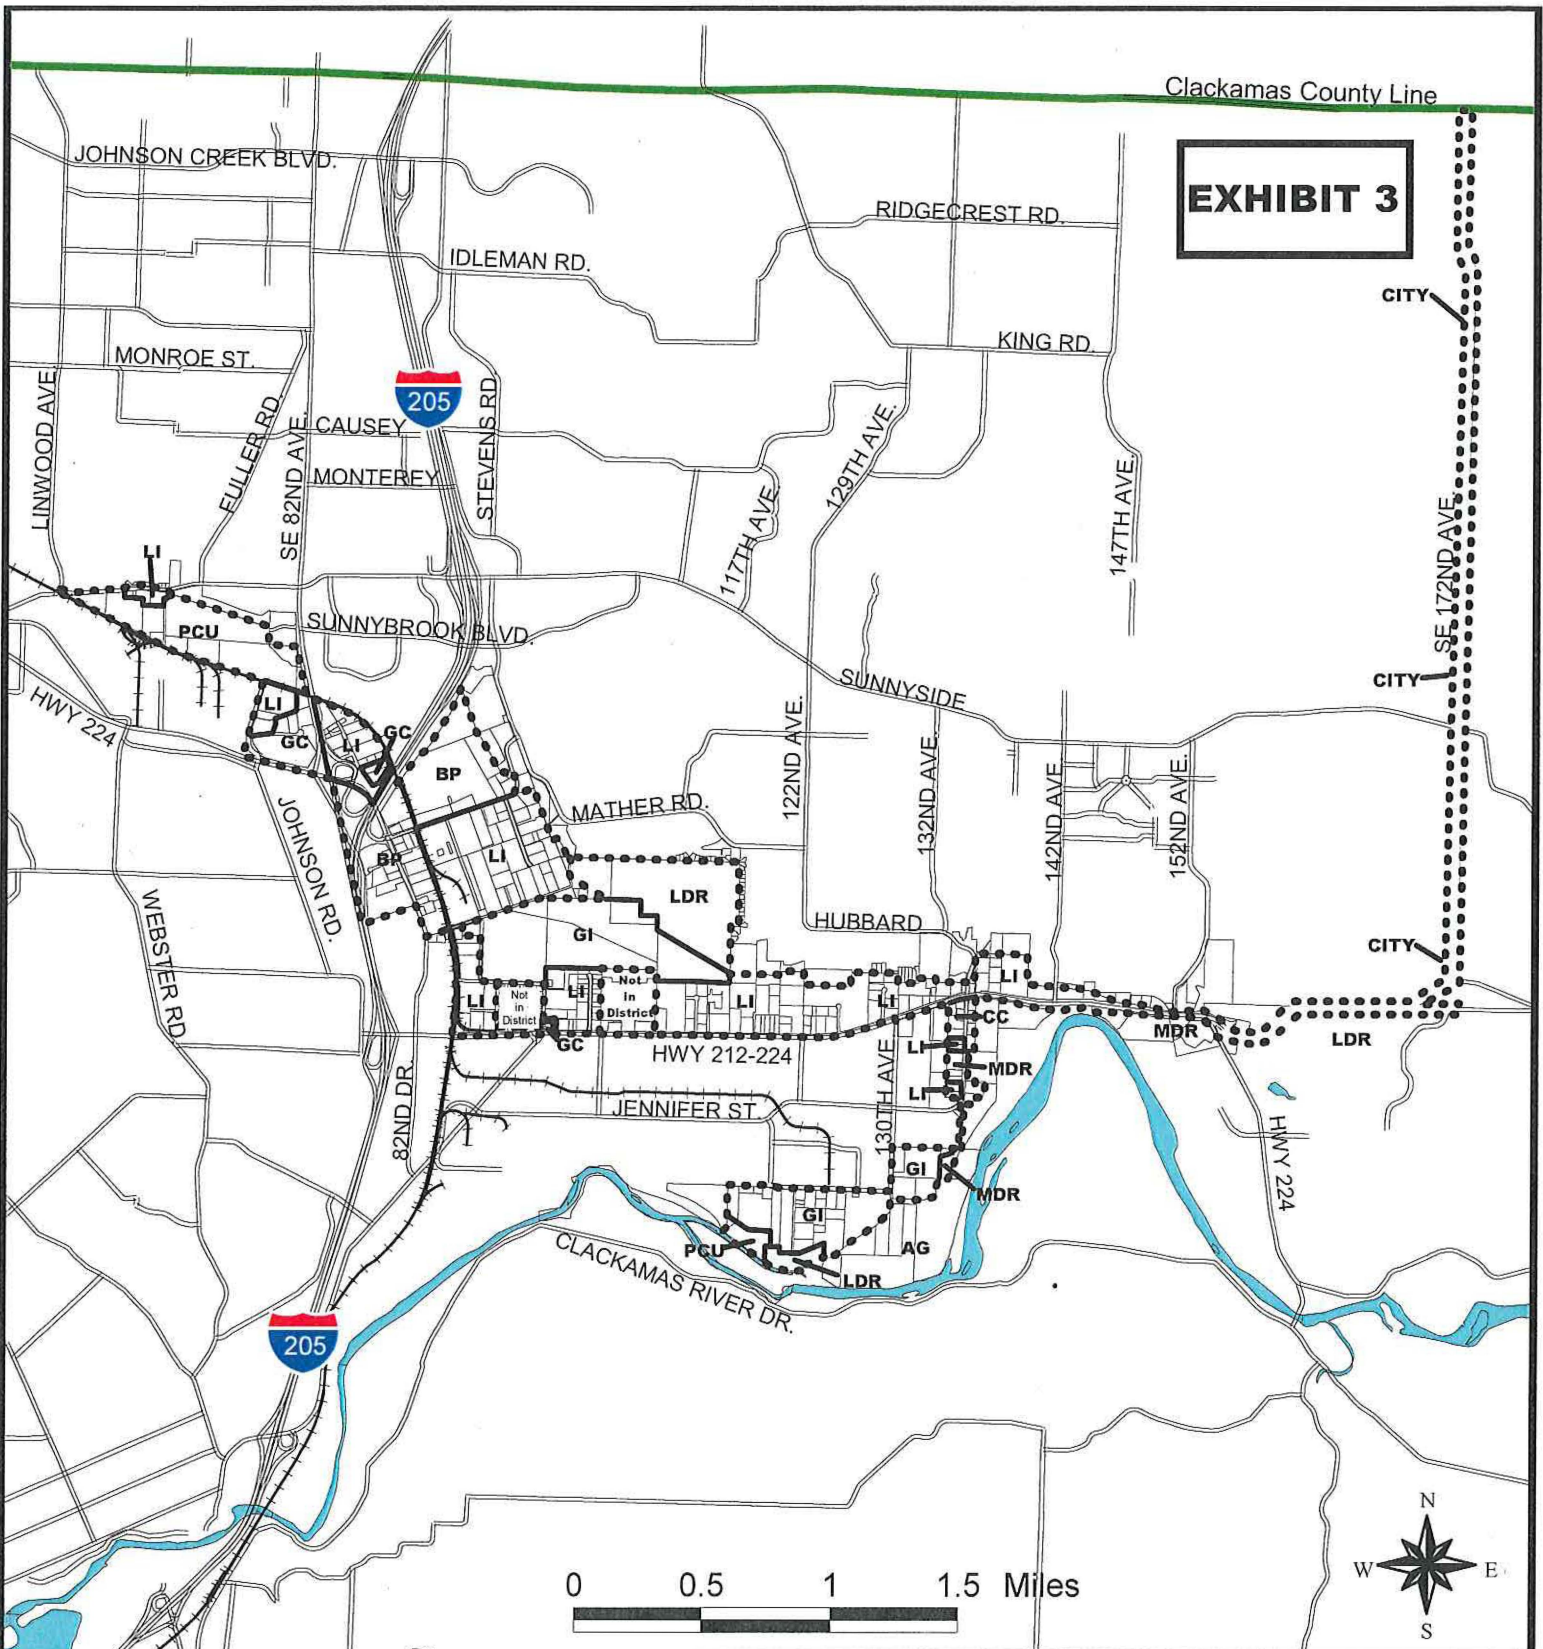 Clackamas County Line
EXHIBIT 3
JOHNSON CREEK BLVD.
RIDGECREST RD.
IDLEMAN RD.
CITY
KING RD.
MONROE ST.
205
LINWOOD AVE.
FULLER RD.
SE 82ND AVE.
CAUSEY
MONTEREY
STEVENS RD.
117TH AVE.
129TH AVE.
147TH AVE.
SE 172ND AVE.
LI
PCU
SUNNYBROOK BLVD.
SUNNYSIDE
CITY
HWY 224
LI
GC
LI
GC
BP
MATHER RD.
122ND AVE.
132ND AVE.
142ND AVE.
152ND AVE.
JOHNSON RD.
BP
LI
LDR
WEBSTER RD.
HUBBARD
GI
CITY
LI
LI
Not
in
District
LI
Not
In
District
LI
LI
CC
MDR
LDR
GC
HWY 212-224
LI
MDR
LI
82ND DR.
JENNIFER ST.
130TH AVE.
HWY 224
GI
MDR
GI
PCU
AG
LDR
CLACKAMAS RIVER DR.
205
0 0.5 1 1.5 Miles
N
W E
S